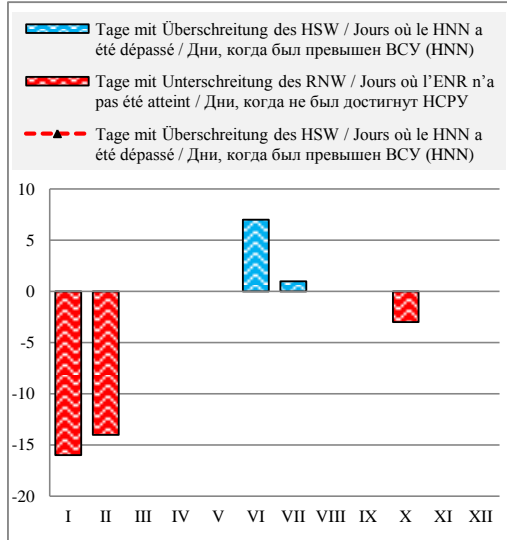 Tage mit Überschreitung des HSW / Jours où le HNN a
été dépassé / Дни, когда был превышен ВСУ (HNN)
Tage mit Unterschreitung des RNW / Jours où l’ENR n’a
pas été atteint / Дни, когда не был достигнут НСРУ
Tage mit Überschreitung des HSW / Jours où le HNN a
été dépassé / Дни, когда был превышен ВСУ (HNN)
10
5
0
-5
-10
-15
-20
I II III IV V VI VII VIII IX X XI XII